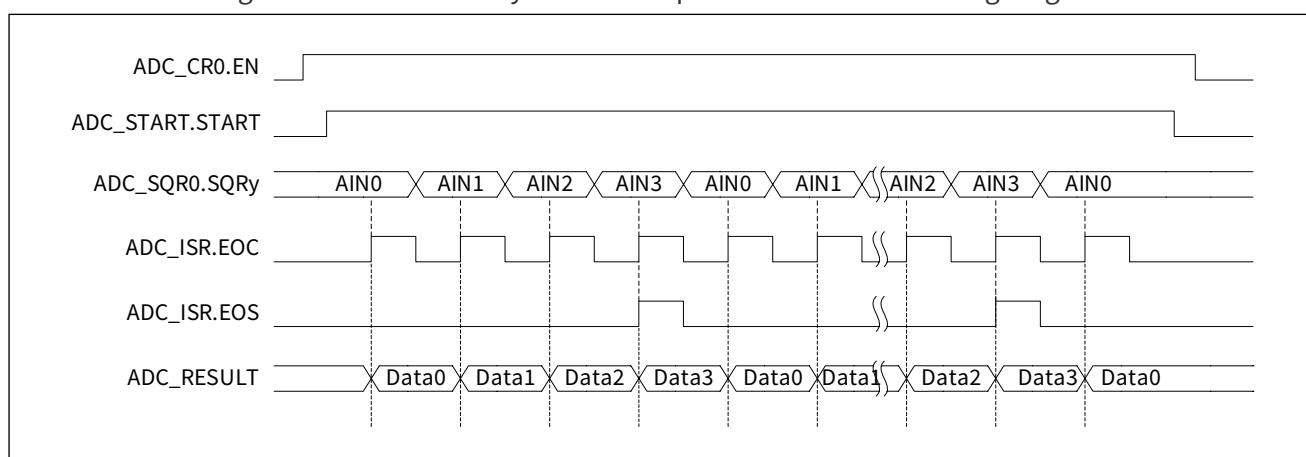 ADC_CR0.EN
ADC_START.START
ADC_SQR0.SQRy AIN0 AIN1 AIN2 AIN3 AIN0 AIN1 AIN2 AIN3 AIN0
ADC_ISR.EOC
ADC_ISR.EOS
ADC_RESULT Data0 Data1 Data2 Data3 Data0 Data1 Data2 Data3 Data0